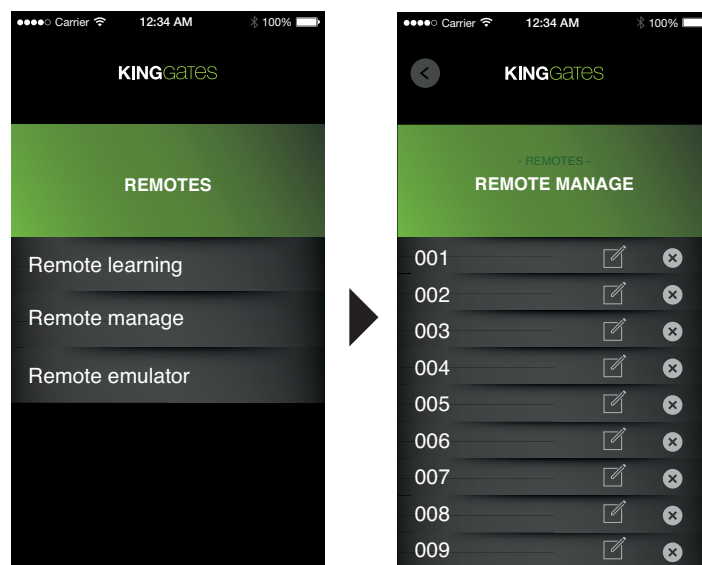 Carrier 12:34 AM 100%
KINGGATES
REMOTES
Remote learning
Remote manage
Remote emulator
Carrier 12:34 AM 100%
KINGGATES
- REMOTES -
REMOTE MANAGE
001
002
003
004
005
006
007
008
009